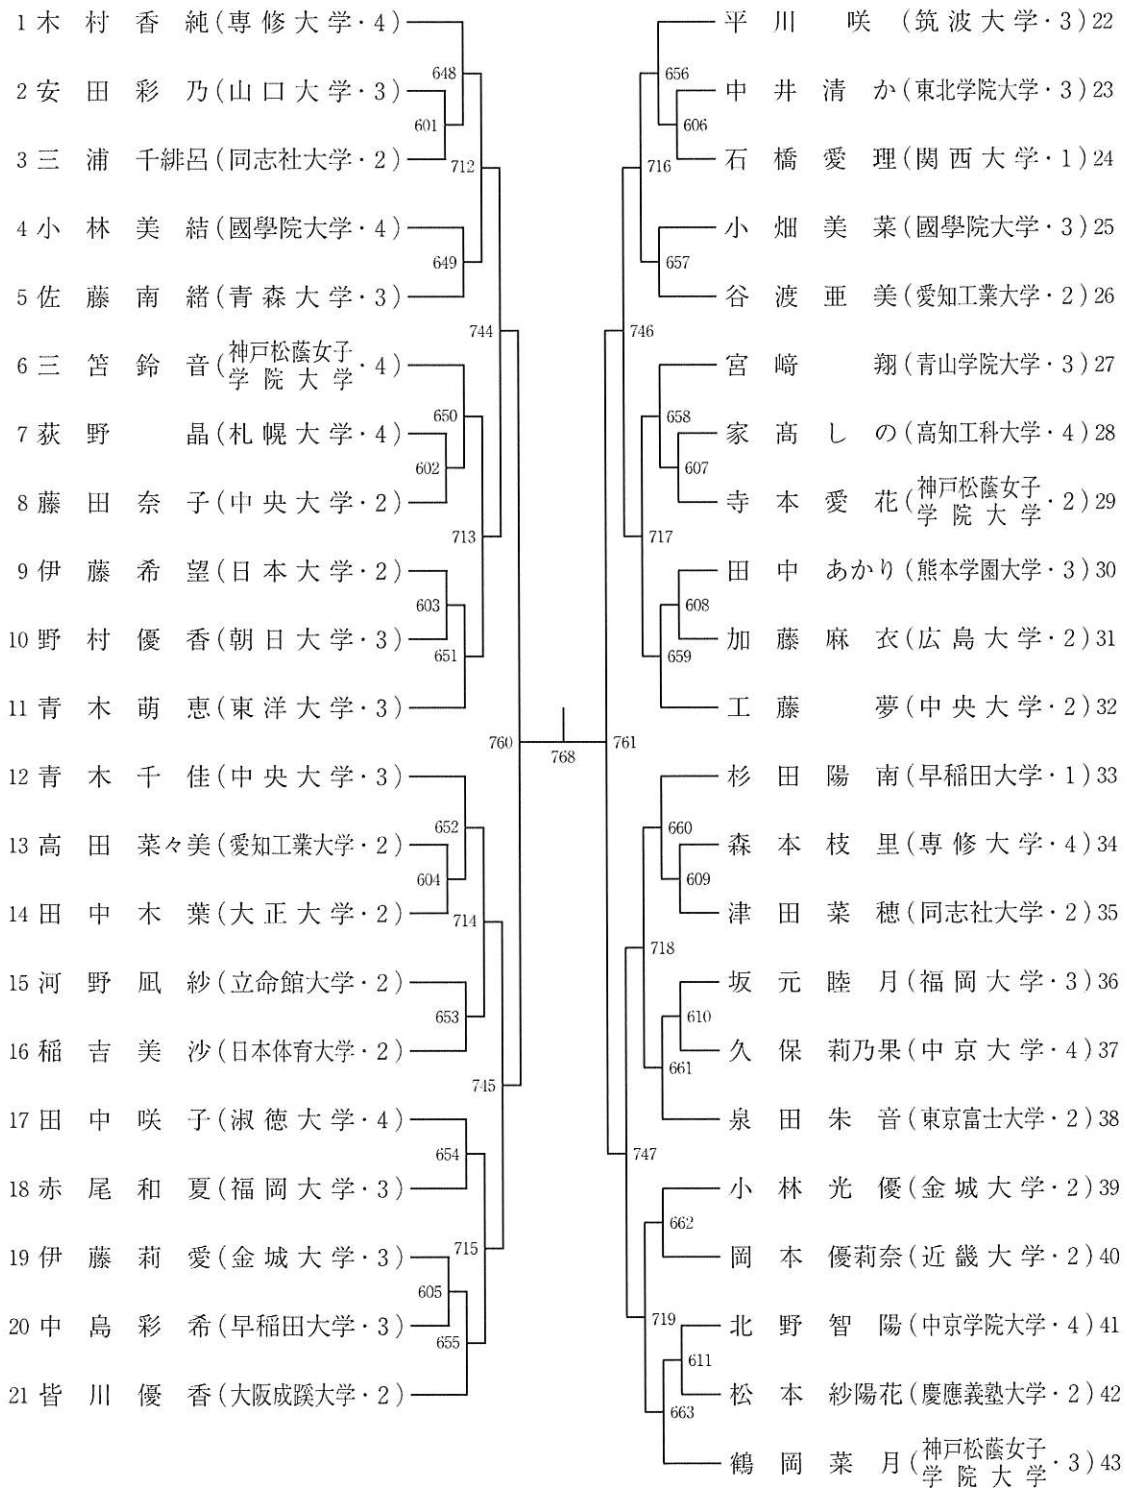 1 木村香純(専修大学・4)
2 安田彩乃(山口大学・3)
3 三浦千緋呂(同志社大学・2)
4 小林美結(國學院大学・4)
5 佐藤南緒(青森大学・3)
6 三笘鈴音(神戸松蔭女子学院大学・4)
7 荻野晶(札幌大学・4)
8 藤田奈子(中央大学・2)
9 伊藤希望(日本大学・2)
10 野村優香(朝日大学・3)
11 青木萌恵(東洋大学・3)
12 青木千佳(中央大学・3)
13 高田菜々美(愛知工業大学・2)
14 田中木葉(大正大学・2)
15 河野凪紗(立命館大学・2)
16 稲吉美沙(日本体育大学・2)
17 田中咲子(淑徳大学・4)
18 赤尾和夏(福岡大学・3)
19 伊藤莉愛(金城大学・3)
20 中島彩希(早稲田大学・3)
21 皆川優香(大阪成蹊大学・2)
648
601
712
649
744
650
602
713
603
651
760
652
604
714
653
745
654
715
605
655
768
平川咲(筑波大学・3)22
中井清か(東北学院大学・3)23
石橋愛理(関西大学・1)24
小畑美菜(國學院大学・3)25
谷渡亜美(愛知工業大学・2)26
宮﨑翔(青山学院大学・3)27
家髙しの(高知工科大学・4)28
寺本愛花(神戸松蔭女子学院大学・2)29
田中あかり(熊本学園大学・3)30
加藤麻衣(広島大学・2)31
工藤夢(中央大学・2)32
杉田陽南(早稲田大学・1)33
森本枝里(専修大学・4)34
津田菜穂(同志社大学・2)35
坂元睦月(福岡大学・3)36
久保莉乃果(中京大学・4)37
泉田朱音(東京富士大学・2)38
小林光優(金城大学・2)39
岡本優莉奈(近畿大学・2)40
北野智陽(中京学院大学・4)41
松本紗陽花(慶應義塾大学・2)42
鶴岡菜月(神戸松蔭女子学院大学・3)43
656
606
716
657
746
658
607
717
608
659
761
660
609
718
610
661
747
662
719
611
663